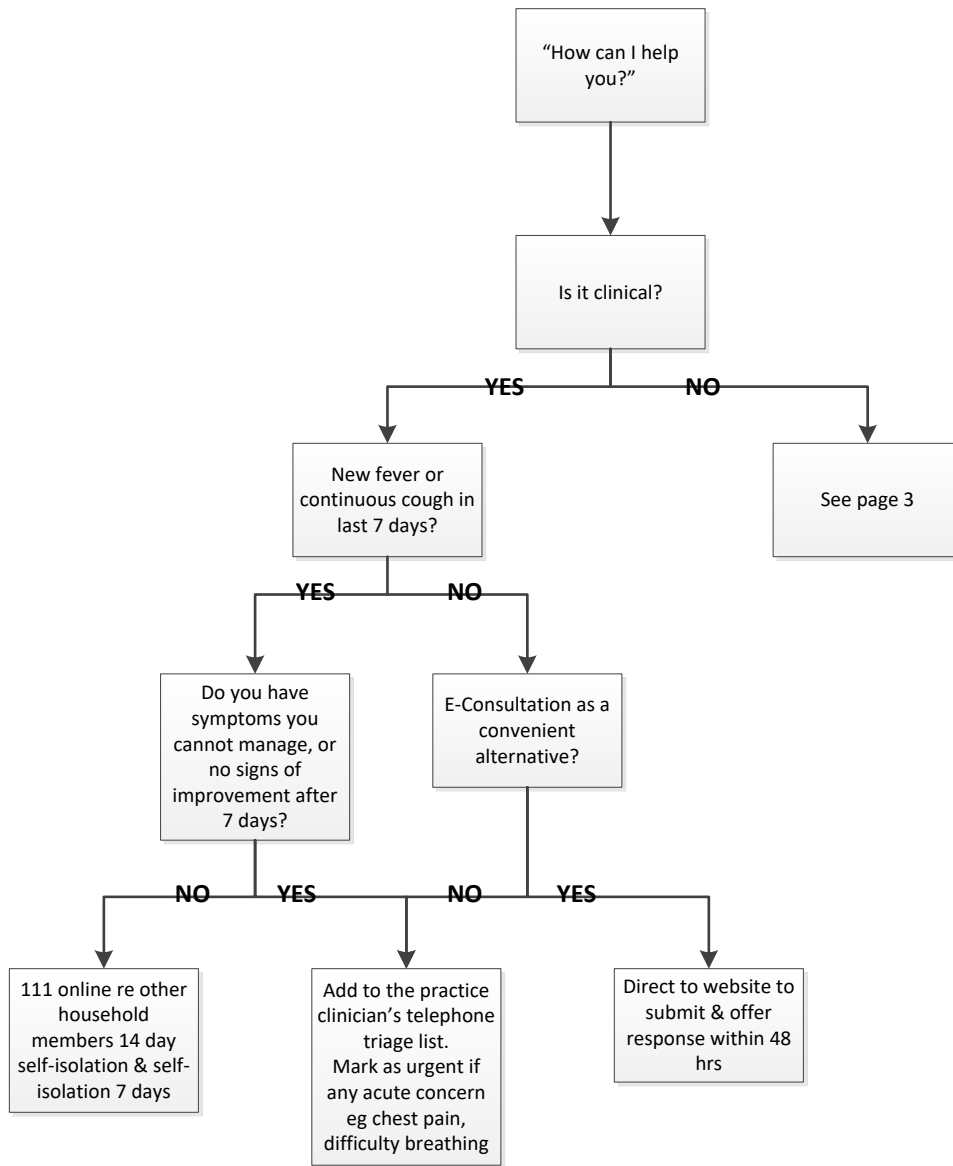 “How can I help
you?”
Is it clinical?
YES
NO
New fever or
continuous cough in
last 7 days?
See page 3
YES
NO
Do you have
symptoms you
cannot manage, or
no signs of
improvement after
7 days?
E-Consultation as a
convenient
alternative?
NO
YES
NO
YES
111 online re other
household
members 14 day
self-isolation & self-
isolation 7 days
Add to the practice
clinician’s telephone
triage list.
Mark as urgent if
any acute concern
eg chest pain,
difficulty breathing
Direct to website to
submit & offer
response within 48
hrs